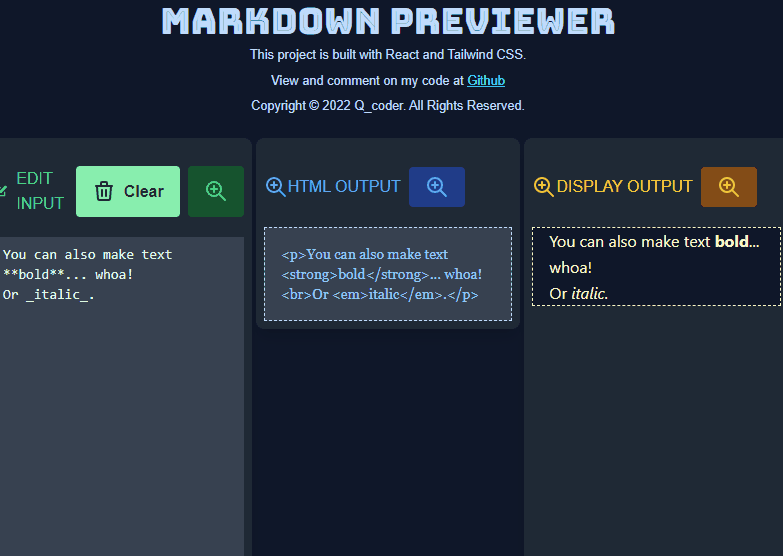 MARKDOWN PREVIEWER
This project is built with React and Tailwind CSS.
View and comment on my code at Github
Copyright © 2022 Q_coder. All Rights Reserved.
EDIT
INPUT
Clear
You can also make text
**bold**... whoa!
Or _italic_.
HTML OUTPUT
<p>You can also make text
<strong>bold</strong>... whoa!
<br>Or <em>italic</em>.</p>
DISPLAY OUTPUT
You can also make text bold...
whoa!
Or italic.